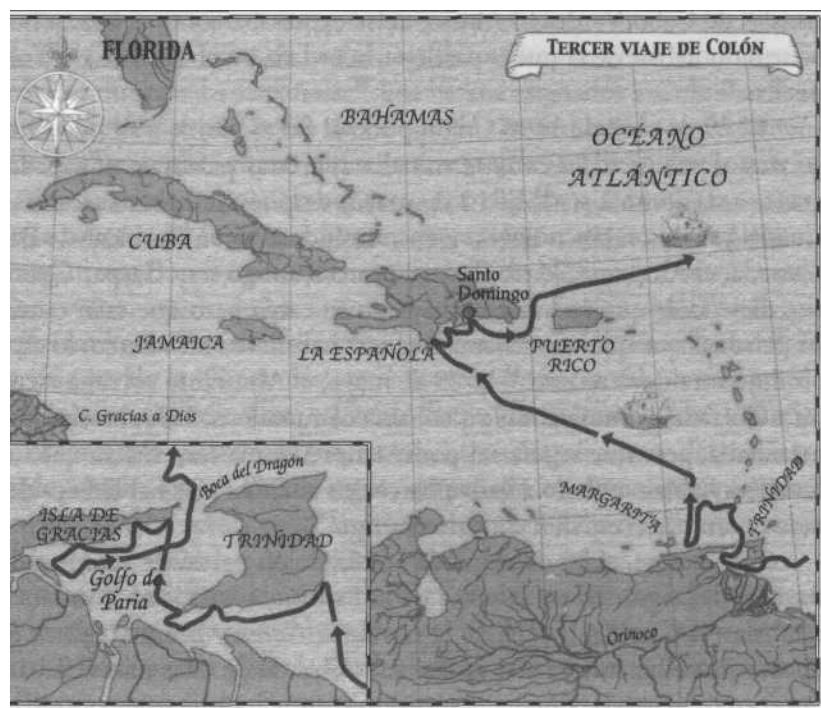 FLORIDA
TERCER VIAJE DE COLÓN
BAHAMAS
OCÉANO
ATLÁNTICO
CUBA
Santo
Domingo
JAMAICA
LA ESPAÑOLA
PUERTO
RICO
C. Gracias a Dios
MARGARITA
TRINIDAD
Orinoco
Boca del Dragón
ISLA DE
GRACIAS
TRINIDAD
Golfo de
Paria